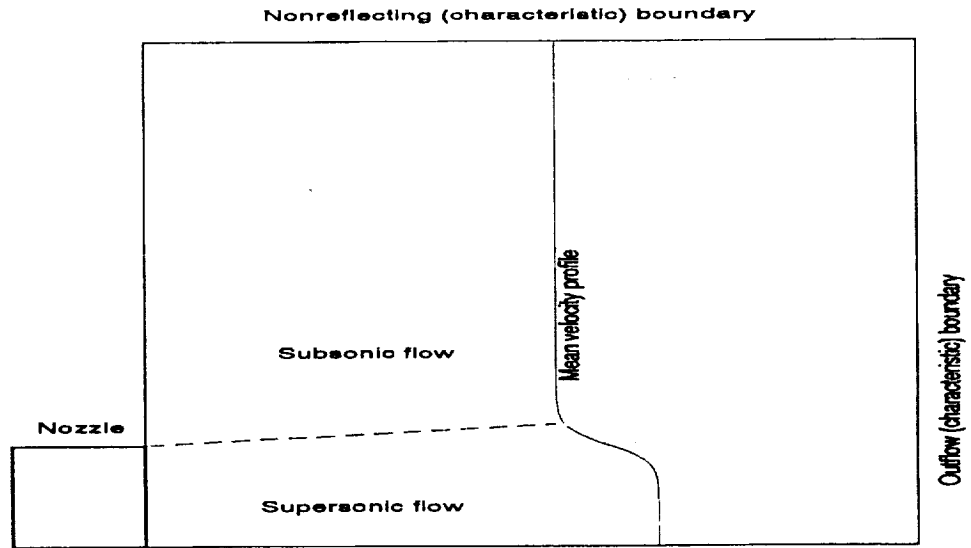 Nonreflecting (characteristic) boundary
Mean velocity profile
Subsonic flow
Outflow (characteristic) boundary
Nozzle
Supersonic flow